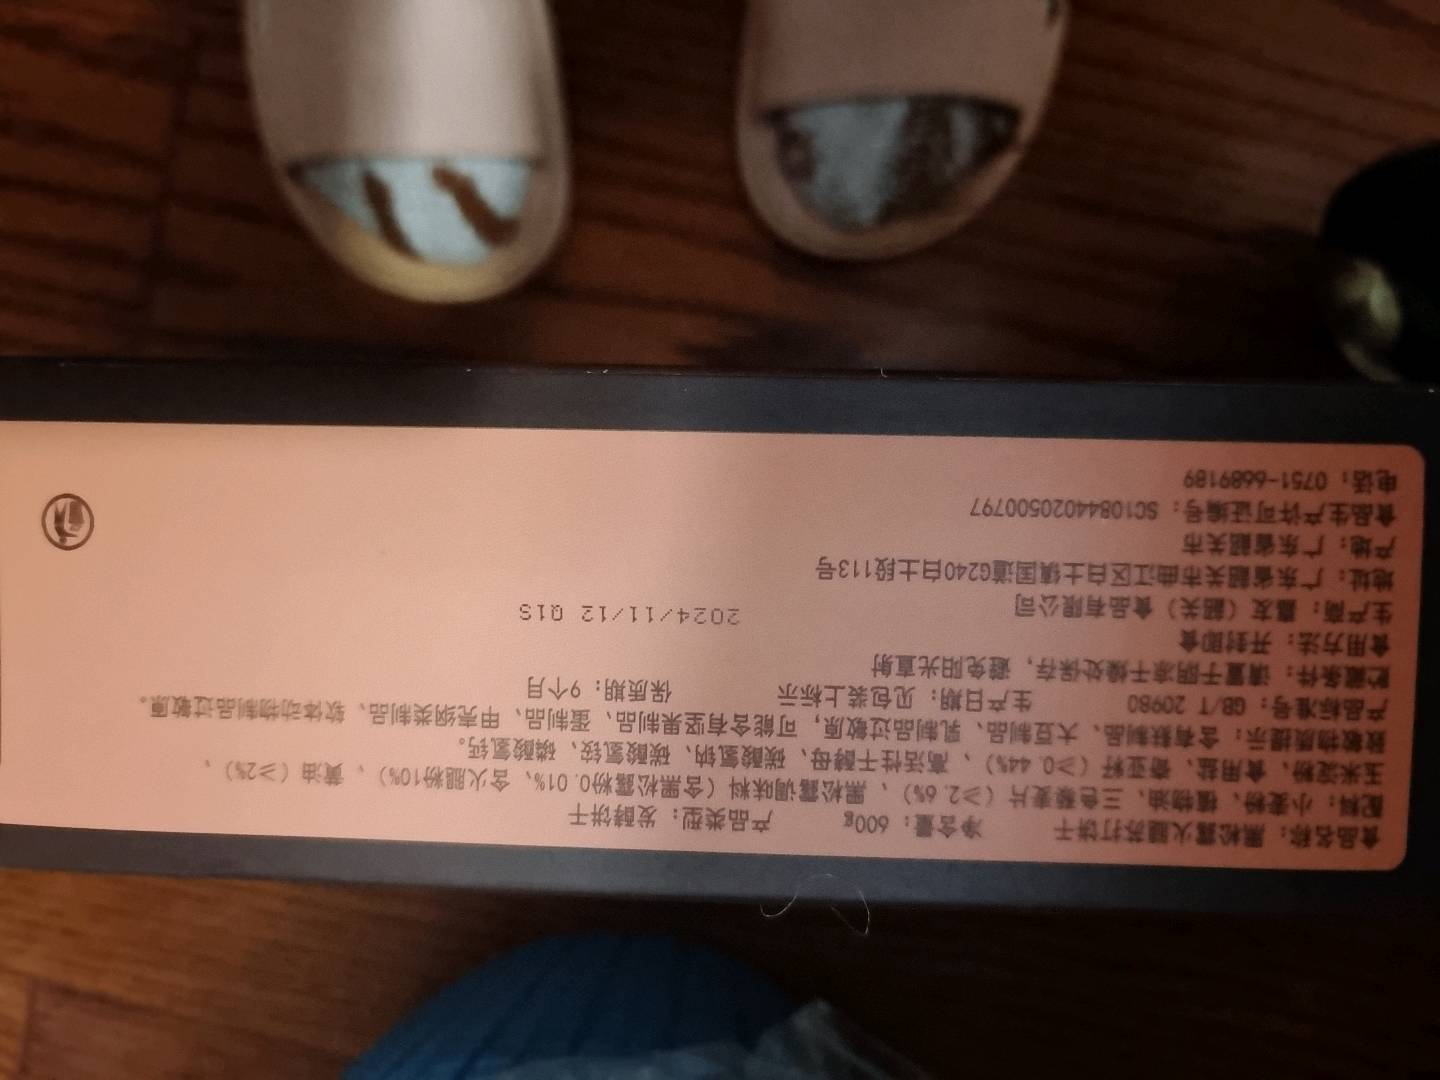 食品名称：黑松露火腿苏打饼干 净含量：600g 产品类型：发酵饼干
配料：小麦粉、植物油、三色藜麦片（≥2.6%）、黑松露调味料（含黑松露粉0.01%、含火腿粉10%）、黄油（≥2%）、
玉米淀粉、食用盐、奇亚籽（≥0.44%）、高活性干酵母、碳酸氢钠、碳酸氢铵、磷酸氢钙。
致敏物质提示：含有麸制品、大豆制品、乳制品过敏原，可能含有坚果制品、蛋制品、甲壳纲类制品、软体动物制品过敏原。
产品标准号：GB/T 20980 生产日期：见包装上标示 保质期：9个月
贮藏条件：请置于阴凉干燥处保存，避免阳光直射
食用方法：开封即食
2024/11/12 Q1S
生产商：嘉友（韶关）食品有限公司
地址：广东省韶关市曲江区白土镇国道G240白土段113号
产地：广东省韶关市
食品生产许可证编号：SC10844020500797
电话：0751-6689189